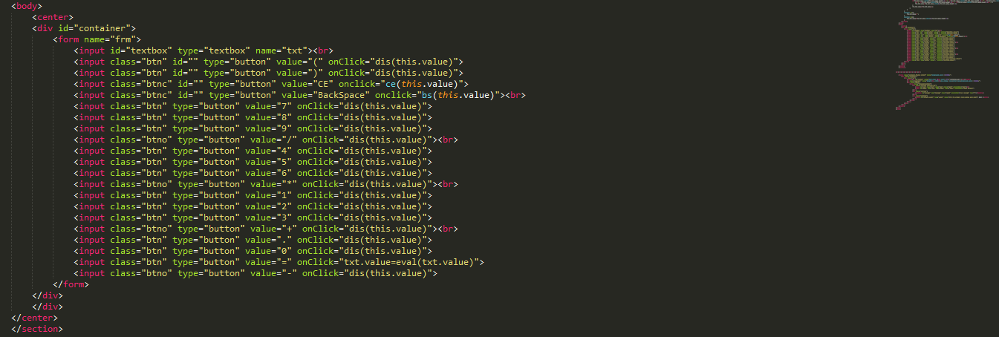 <body>
<center>
<div id="container">
<form name="frm">
<input id="textbox" type="textbox" name="txt"><br>
<input class="btn" id="" type="button" value="(" onClick="dis(this.value)">
<input class="btn" id="" type="button" value=")" onClick="dis(this.value)">
<input class="btnc" id="" type="button" value="CE" onclick="ce(this.value)">
<input class="btnc" id="" type="button" value="BackSpace" onclick="bs(this.value)"><br>
<input class="btn" type="button" value="7" onClick="dis(this.value)">
<input class="btn" type="button" value="8" onClick="dis(this.value)">
<input class="btn" type="button" value="9" onClick="dis(this.value)">
<input class="btno" type="button" value="/" onClick="dis(this.value)"><br>
<input class="btn" type="button" value="4" onClick="dis(this.value)">
<input class="btn" type="button" value="5" onClick="dis(this.value)">
<input class="btn" type="button" value="6" onClick="dis(this.value)">
<input class="btno" type="button" value="*" onClick="dis(this.value)"><br>
<input class="btn" type="button" value="1" onClick="dis(this.value)">
<input class="btn" type="button" value="2" onClick="dis(this.value)">
<input class="btn" type="button" value="3" onClick="dis(this.value)">
<input class="btno" type="button" value="+" onClick="dis(this.value)"><br>
<input class="btn" type="button" value="." onClick="dis(this.value)">
<input class="btn" type="button" value="0" onClick="dis(this.value)">
<input class="btn" type="button" value="=" onClick="txt.value=eval(txt.value)">
<input class="btno" type="button" value="-" onClick="dis(this.value)">
</form>
</div>
</div>
</center>
</section>